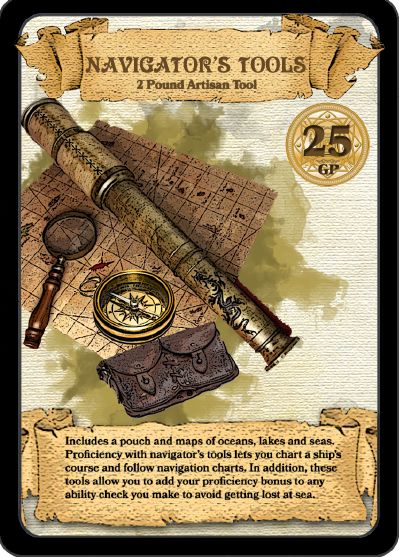 NAVIGATOR'S TOOLS
2 Pound Artisan Tool
25
GP
Includes a pouch and maps of oceans, lakes and seas.
Proficiency with navigator's tools lets you chart a ship's
course and follow navigation charts. In addition, these
tools allow you to add your proficiency bonus to any
ability check you make to avoid getting lost at sea.